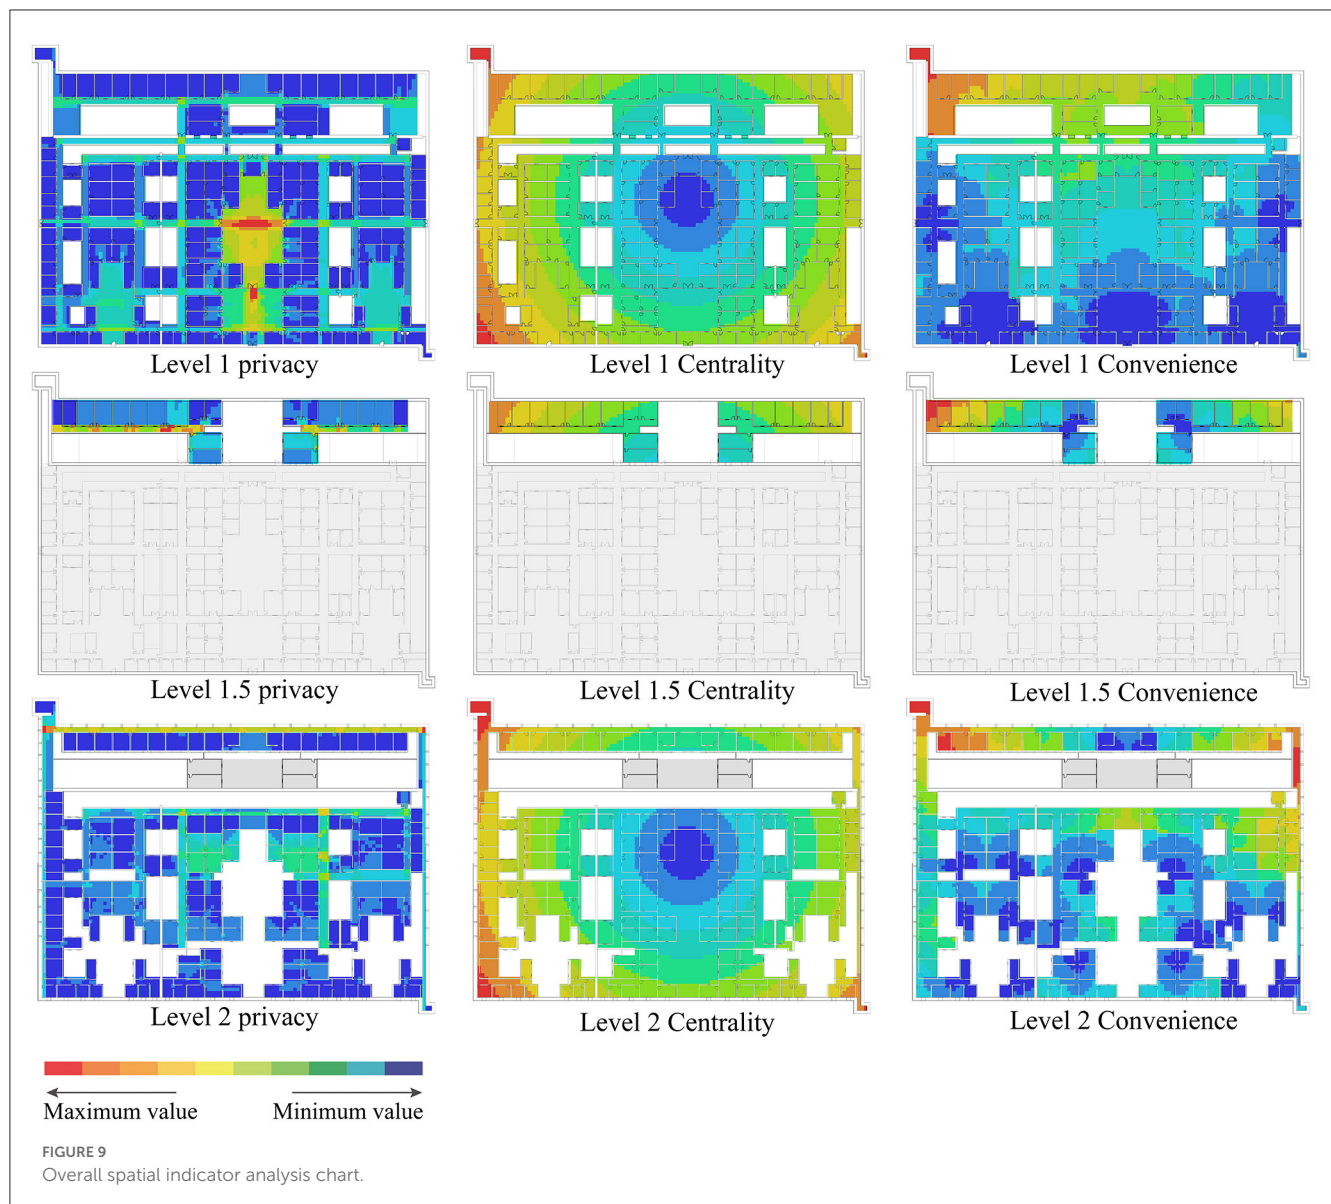 Level 1 privacy
Level 1 Centrality
Level 1 Convenience
Level 1.5 privacy
Level 1.5 Centrality
Level 1.5 Convenience
Level 2 privacy
Level 2 Centrality
Level 2 Convenience
Maximum value
Minimum value
FIGURE 9
Overall spatial indicator analysis chart.